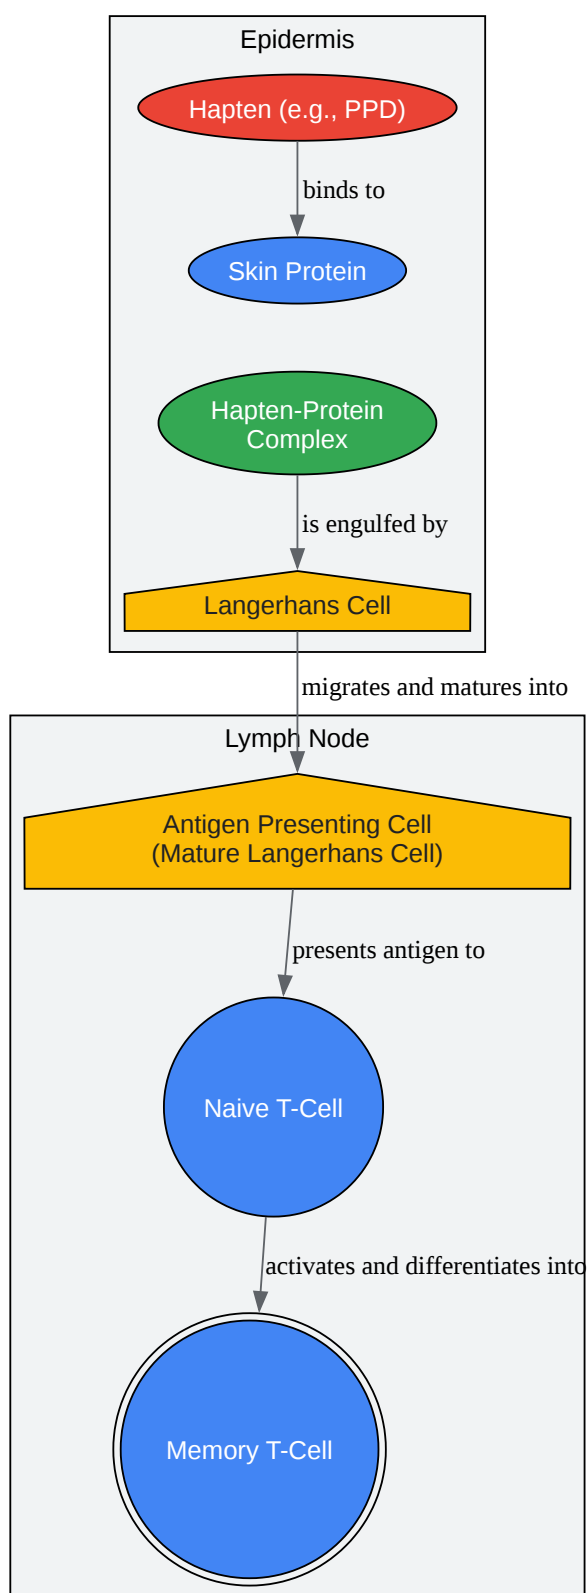 Epidermis
Hapten (e.g., PPD)
binds to
Skin Protein
Hapten-Protein
Complex
is engulfed by
Langerhans Cell
migrates and matures into
Lymph Node
Antigen Presenting Cell
(Mature Langerhans Cell)
presents antigen to
Naive T-Cell
activates and differentiates into
Memory T-Cell